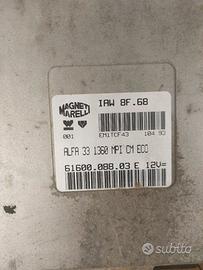 MAGNETI
MARELLI
IAW 8F.6B
EM1TCF43
001
104 93
ALFA 33 1360 MPI CM ECO
61600.088.03 E 12V=
subito